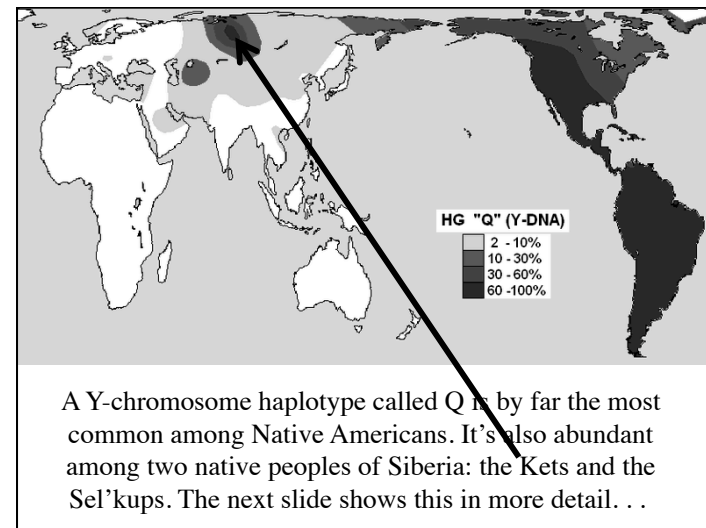 HG "Q" (Y-DNA)
2 - 10%
10 - 30%
30 - 60%
60 -100%
A Y-chromosome haplotype called Q is by far the most
common among Native Americans. It's also abundant
among two native peoples of Siberia: the Kets and the
Sel'kups. The next slide shows this in more detail. . .